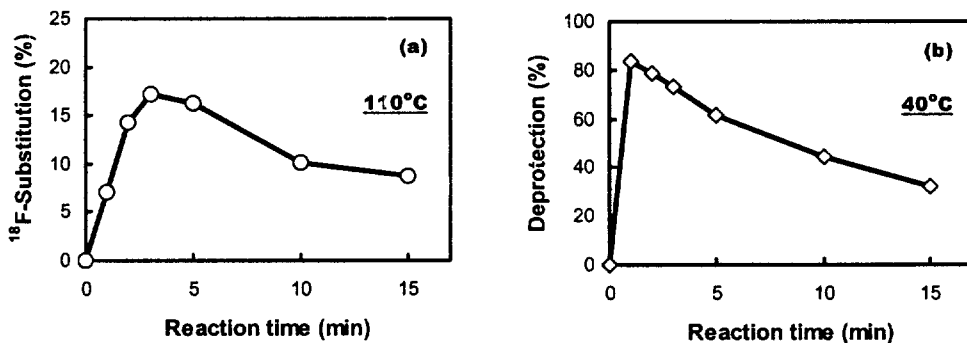 25
20
15
10
5
0
0 5 10 15
¹⁸F-Substitution (%)
Reaction time (min)
(a)
110°C
100
80
60
40
20
0
0 5 10 15
Deprotection (%)
Reaction time (min)
(b)
40°C